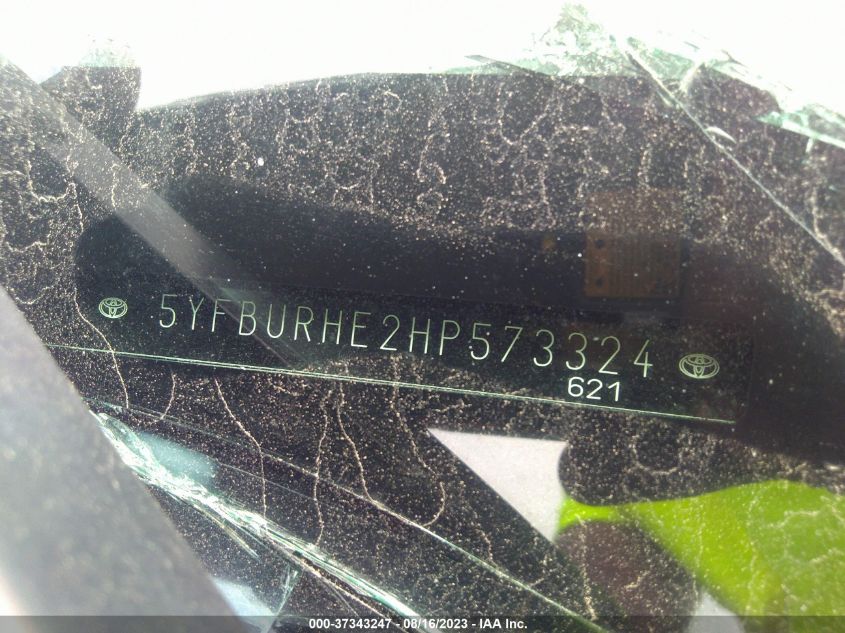 5YFBURHE2HP573324
621
000-37343247 - 08/16/2023 - IAA Inc.